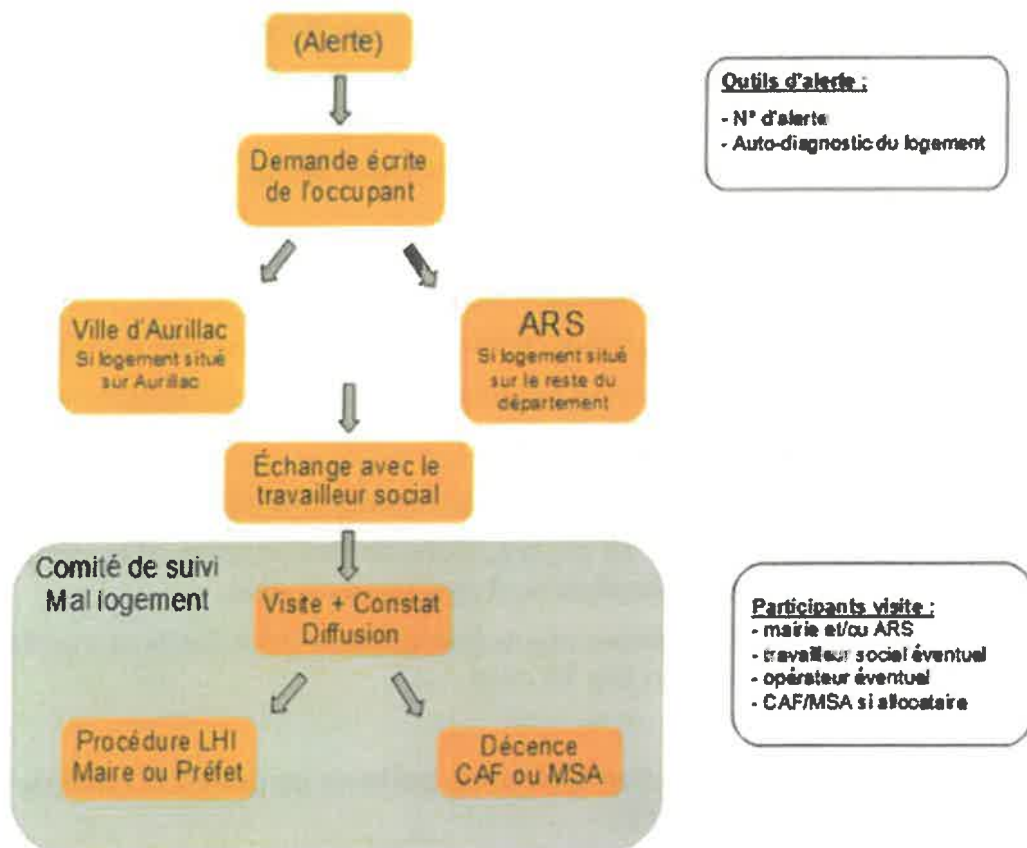 (Alerte)
Outils d'alerte :
- N° d'alerte
- Auto-diagnostic du logement
Demande écrite
de l'occupant
Ville d'Aurillac
Si logement situé
sur Aurillac
ARS
Si logement situé
sur le reste du
département
Échange avec le
travailleur social
Comité de suivi
Mal logement
Visite + Constat
Diffusion
Participants visite :
- mairie et/ou ARS
- travailleur social éventuel
- opérateur éventuel
- CAF/MSA si allocataire
Procédure LHI
Maire ou Préfet
Décence
CAF ou MSA